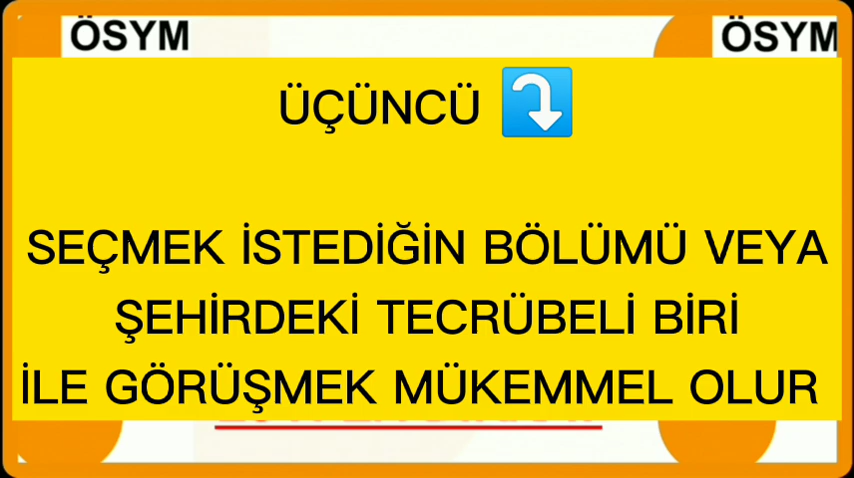 ÖSYM ÖSYM
ÜÇÜNCÜ ⤵️
SEÇMEK İSTEDİĞİN BÖLÜMÜ VEYA
ŞEHİRDEKİ TECRÜBELİ BİRİ
İLE GÖRÜŞMEK MÜKEMMEL OLUR